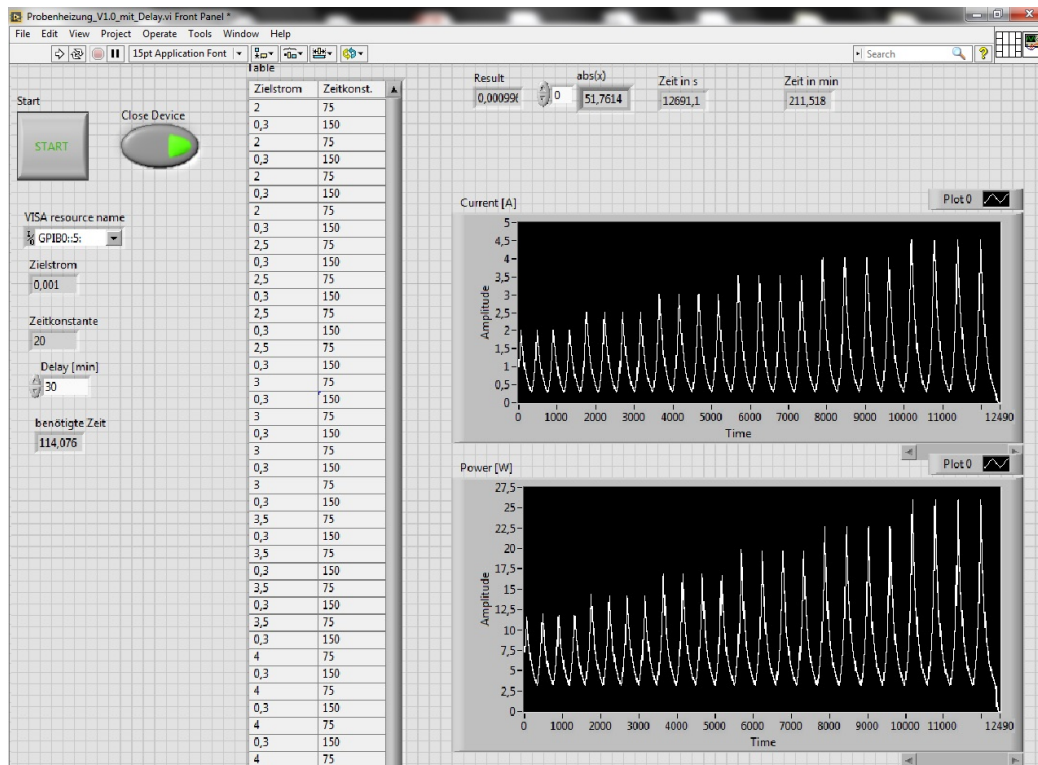 Probenheizung_V1.0_mit_Delay.vi Front Panel *
File Edit View Project Operate Tools Window Help
15pt Application Font
Search
Start
START
Close Device
VISA resource name
GPIB0::5:
Zielstrom
0,001
Zeitkonstante
20
Delay [min]
30
benötigte Zeit
114,076
Table
Zielstrom Zeitkonst.
2 75
0,3 150
2 75
0,3 150
2 75
0,3 150
2 75
0,3 150
2,5 75
0,3 150
2,5 75
0,3 150
2,5 75
0,3 150
2,5 75
0,3 150
3 75
0,3 150
3 75
0,3 150
3 75
0,3 150
3 75
0,3 150
3,5 75
0,3 150
3,5 75
0,3 150
3,5 75
0,3 150
3,5 75
0,3 150
4 75
0,3 150
4 75
0,3 150
4 75
0,3 150
4 75
Result
0,00099
0
abs(x)
51,7614
Zeit in s
12691,1
Zeit in min
211,518
Current [A]
Plot 0
Amplitude
5
4,5
4
3,5
3
2,5
2
1,5
1
0,5
0
0 1000 2000 3000 4000 5000 6000 7000 8000 9000 10000 11000 12490
Time
Power [W]
Plot 0
Amplitude
27,5
25
22,5
20
17,5
15
12,5
10
7,5
5
2,5
0
0 1000 2000 3000 4000 5000 6000 7000 8000 9000 10000 11000 12490
Time